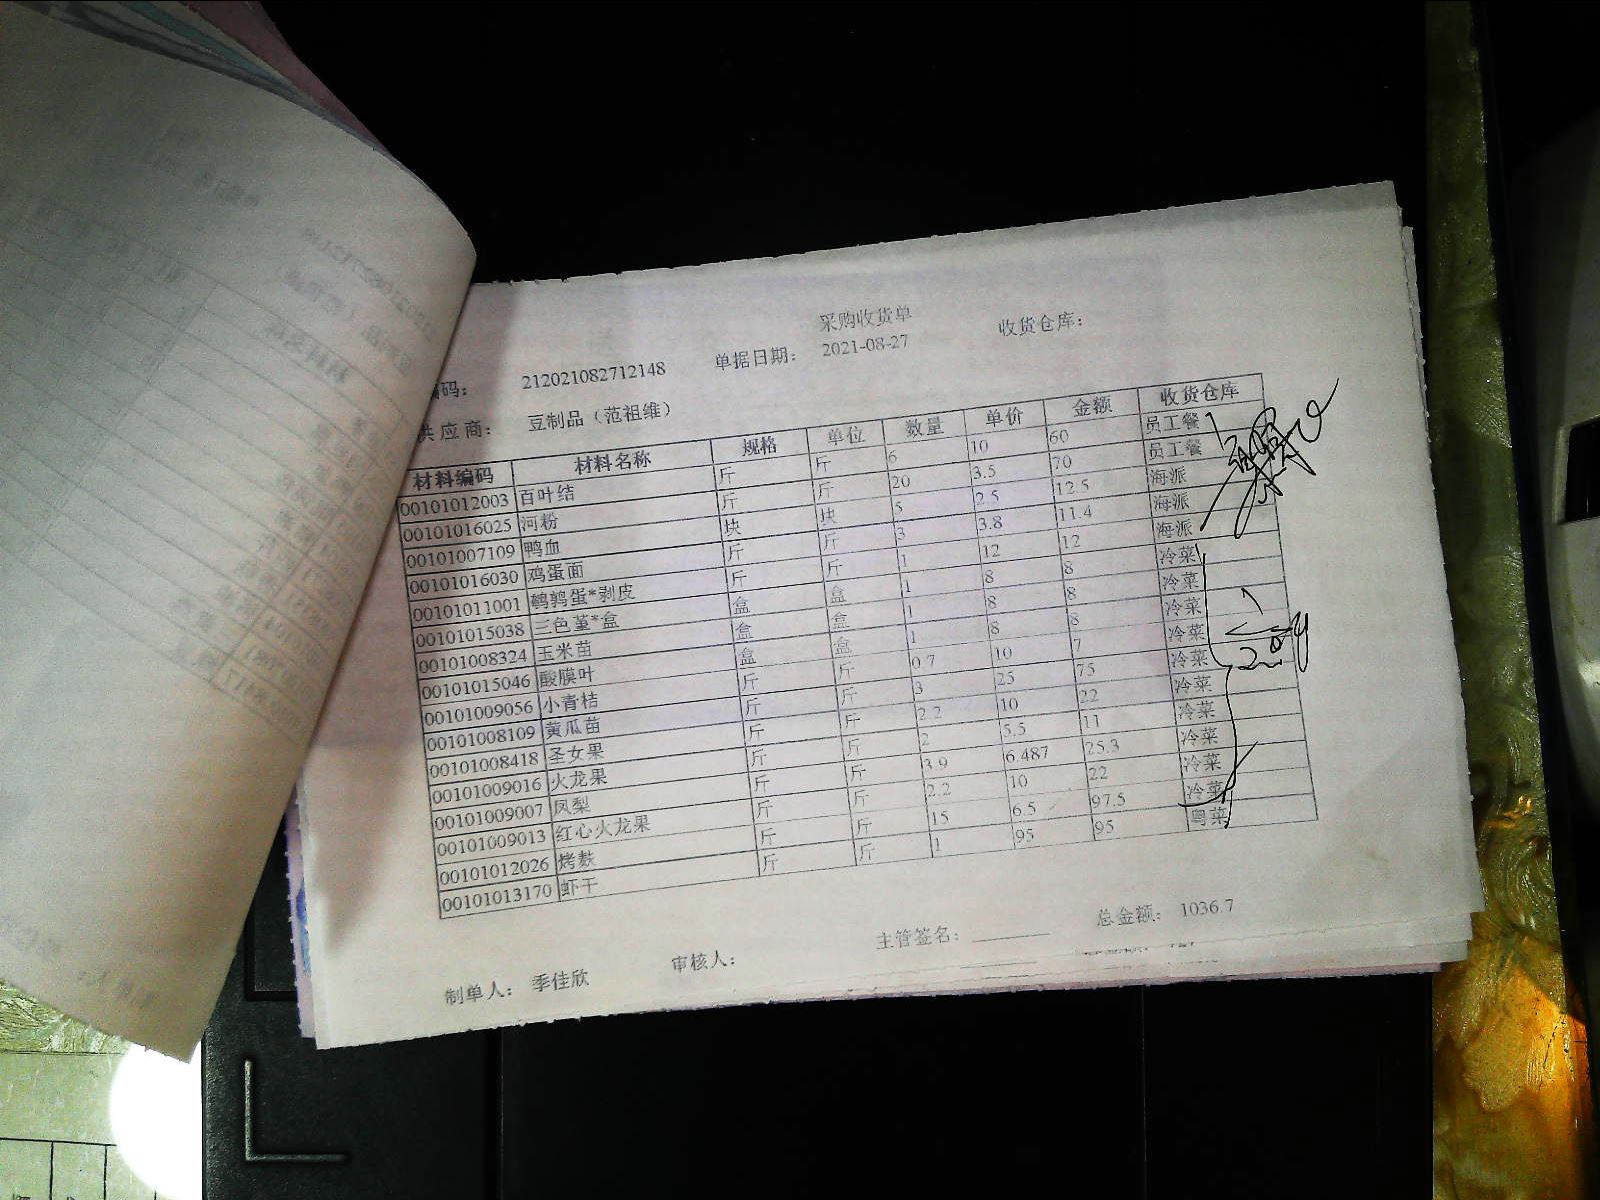 采购收货单
编码： 212021082712148 单据日期： 2021-08-27 收货仓库：
供应商： 豆制品（范祖维）
材料编码 材料名称 规格 单位 数量 单价 金额 收货仓库
00101012003 百叶结 斤 斤 6 10 60 员工餐
00101016025 河粉 斤 斤 20 3.5 70 员工餐
00101007109 鸭血 块 块 5 2.5 12.5 海派
00101016030 鸡蛋面 斤 斤 3 3.8 11.4 海派
00101011001 鹌鹑蛋*剥皮 斤 斤 1 12 12 海派
00101015038 三色堇*盒 盒 盒 1 8 8 冷菜
00101008324 玉米苗 盒 盒 1 8 8 冷菜
00101015046 酸膜叶 盒 盒 1 8 8 冷菜
00101009056 小青桔 斤 斤 0.7 10 7 冷菜
00101008109 黄瓜苗 斤 斤 3 25 75 冷菜
00101008418 圣女果 斤 斤 2.2 10 22 冷菜
00101009016 火龙果 斤 斤 2 5.5 11 冷菜
00101009007 凤梨 斤 斤 3.9 6.487 25.3 冷菜
00101009013 红心火龙果 斤 斤 2.2 10 22 冷菜
00101012026 烤麸 斤 斤 15 6.5 97.5 冷菜
00101013170 虾干 斤 斤 1 95 95 粤菜
制单人： 季佳欣 审核人： 主管签名： 总金额： 1036.7